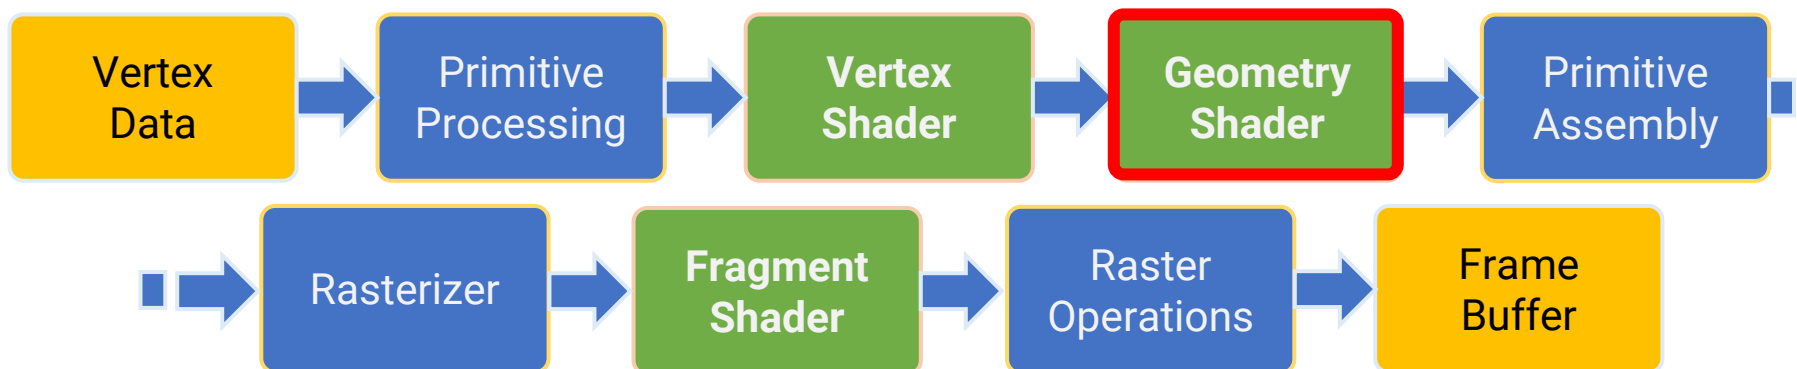 Vertex
Data
Primitive
Processing
Vertex
Shader
Geometry
Shader
Primitive
Assembly
Rasterizer
Fragment
Shader
Raster
Operations
Frame
Buffer